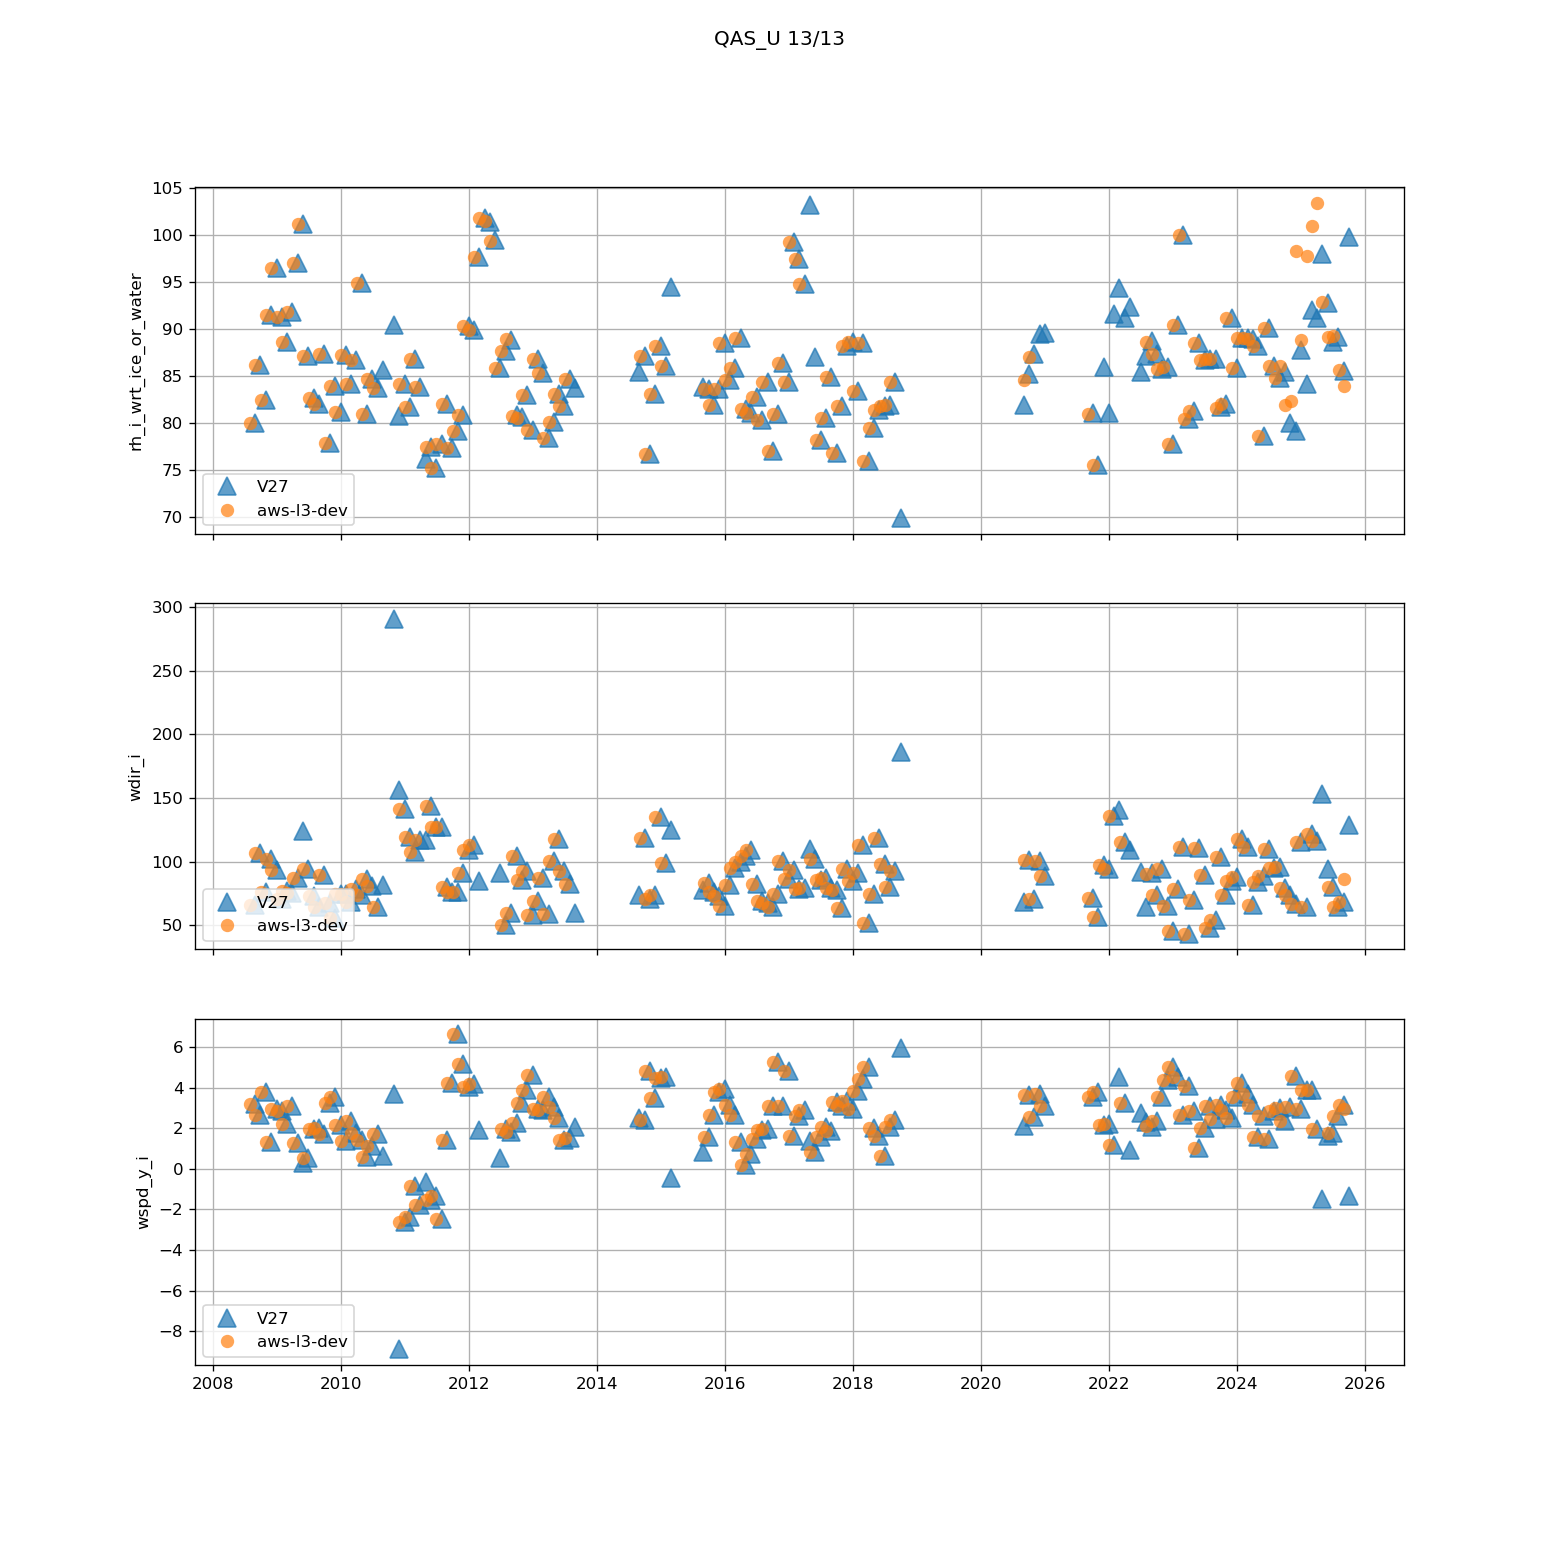 QAS_U 13/13
rh_i_wrt_ice_or_water
105
100
95
90
85
80
75
70
V27
aws-l3-dev
wdir_i
300
250
200
150
100
50
V27
aws-l3-dev
wspd_y_i
6
4
2
0
−2
−4
−6
−8
V27
aws-l3-dev
2008 2010 2012 2014 2016 2018 2020 2022 2024 2026